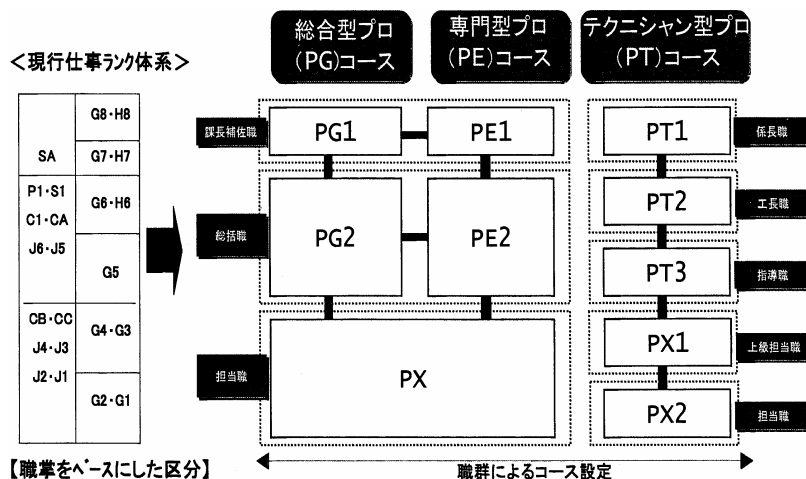 総合型プロ
(PG)コース
専門型プロ
(PE)コース
テクニシャン型プロ
(PT)コース
<現行仕事ランク体系>
G8・H8
SA
G7・H7
P1・S1
C1・CA
J6・J5
G6・H6
G5
CB・CC
J4・J3
J2・J1
G4・G3
G2・G1
【職掌をベースにした区分】
課長補佐職
PG1
PE1
総括職
PG2
PE2
担当職
PX
PT1
係長職
PT2
工長職
PT3
指導職
PX1
上級担当職
PX2
担当職
職群によるコース設定